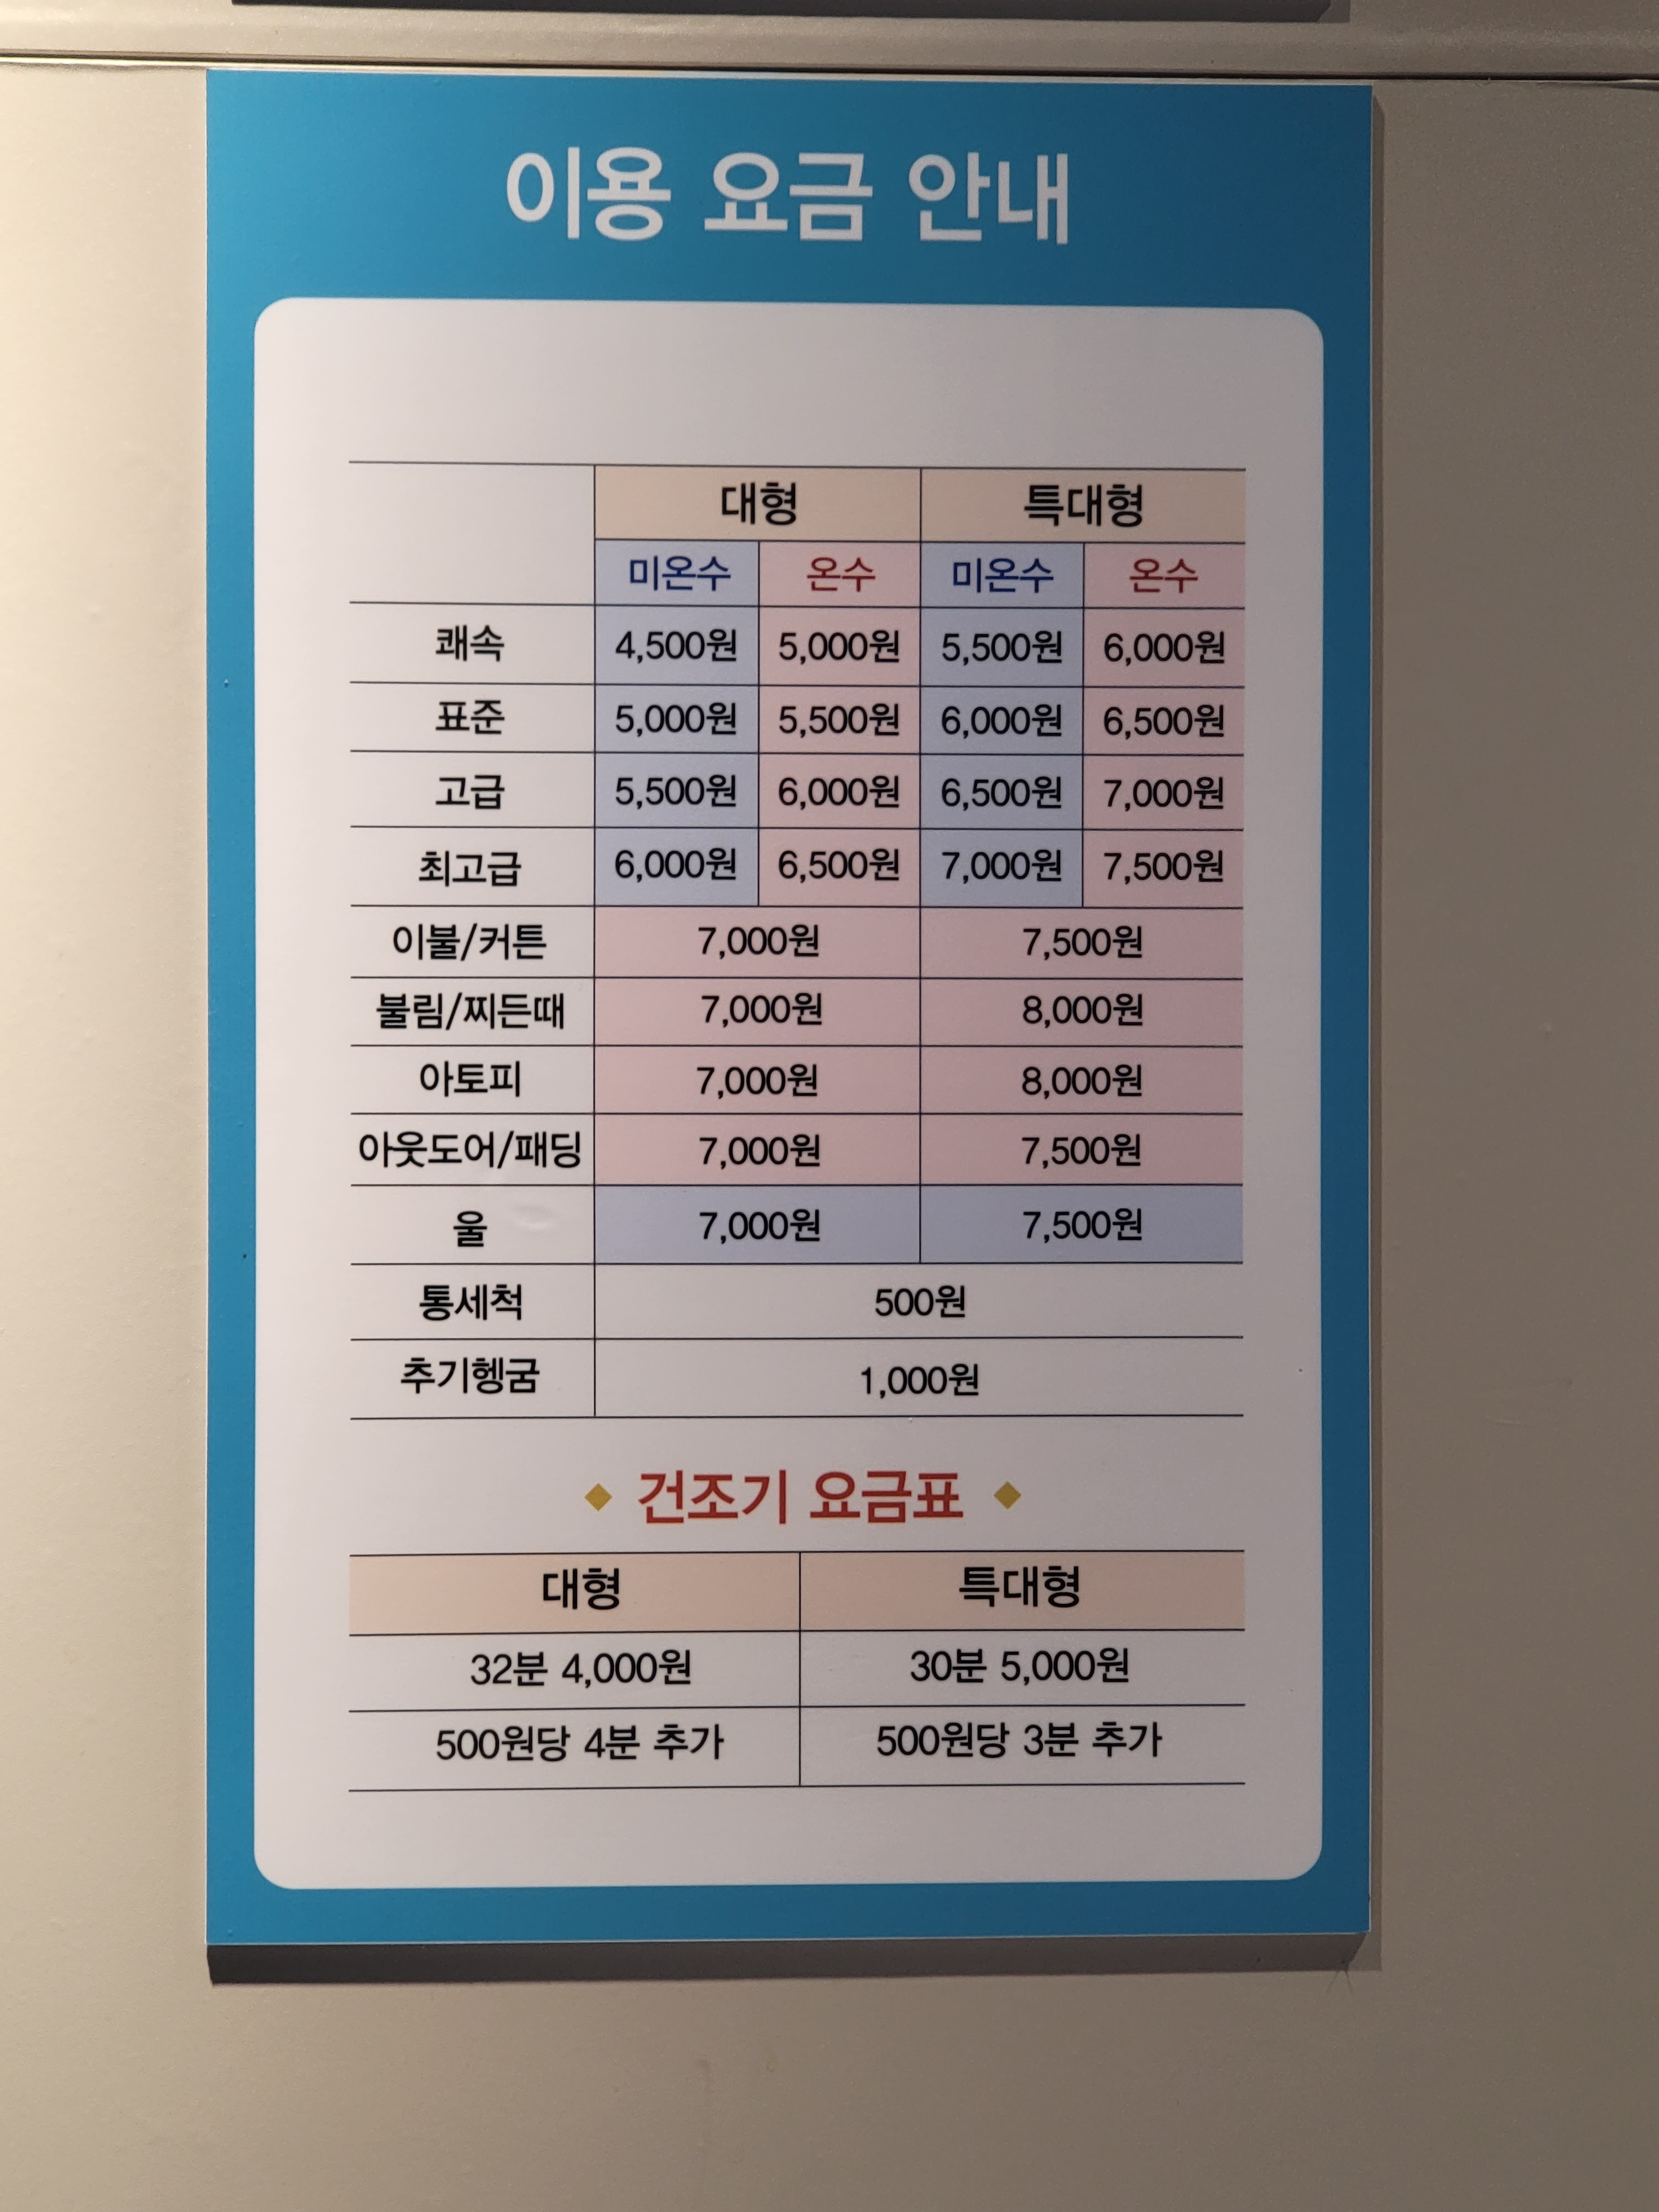 이용 요금 안내
대형 특대형
미온수 온수 미온수 온수
쾌속 4,500원 5,000원 5,500원 6,000원
표준 5,000원 5,500원 6,000원 6,500원
고급 5,500원 6,000원 6,500원 7,000원
최고급 6,000원 6,500원 7,000원 7,500원
이불/커튼 7,000원 7,500원
불림/찌든때 7,000원 8,000원
아토피 7,000원 8,000원
아웃도어/패딩 7,000원 7,500원
울 7,000원 7,500원
통세척 500원
추기헹굼 1,000원
◆ 건조기 요금표 ◆
대형 특대형
32분 4,000원 30분 5,000원
500원당 4분 추가 500원당 3분 추가